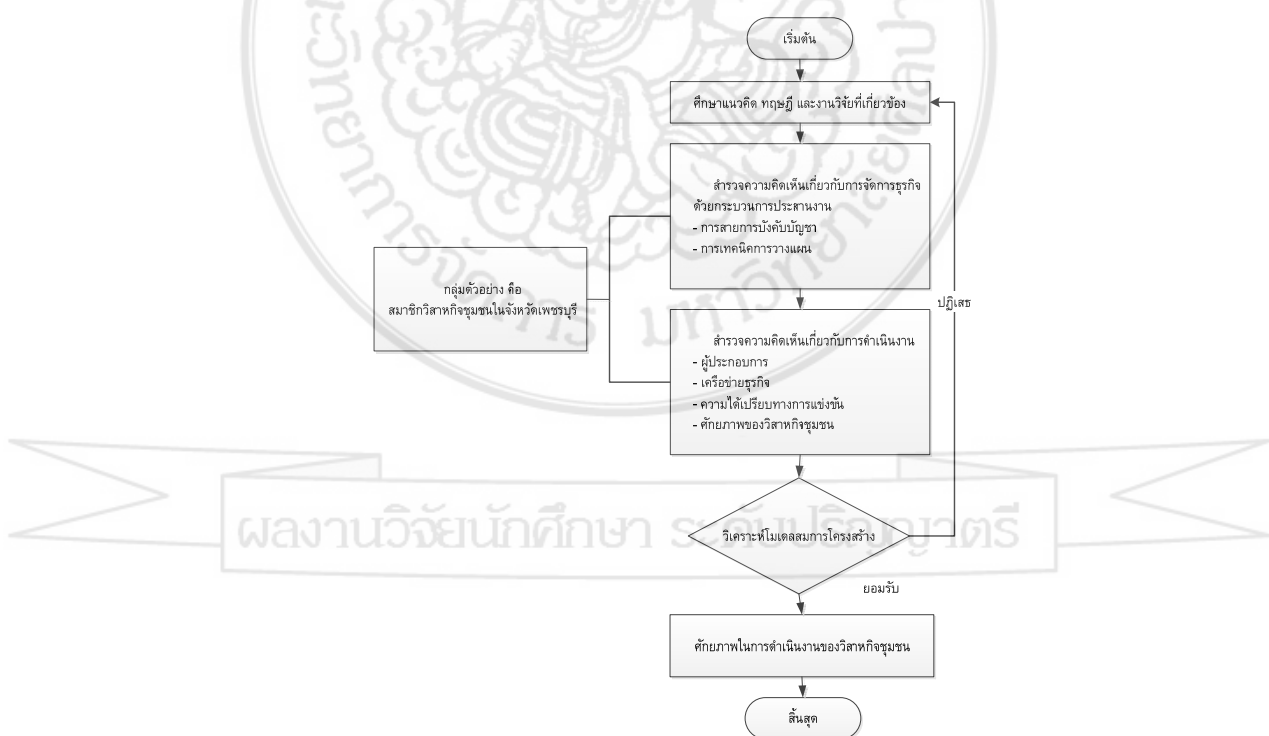 เริ่มต้น
ศึกษาแนวคิด ทฤษฎี และงานวิจัยที่เกี่ยวข้อง
สำรวจความคิดเห็นเกี่ยวกับการจัดการธุรกิจ
ด้วยกระบวนการประสานงาน
- การสายการบังคับบัญชา
- การเทคนิคการวางแผน
กลุ่มตัวอย่าง คือ
สมาชิกวิสาหกิจชุมชนในจังหวัดเพชรบุรี
ปฏิเสธ
สำรวจความคิดเห็นเกี่ยวกับการดำเนินงาน
- ผู้ประกอบการ
- เครือข่ายธุรกิจ
- ความได้เปรียบทางการแข่งขัน
- ศักยภาพของวิสาหกิจชุมชน
วิเคราะห์โมเดลสมการโครงสร้าง
ยอมรับ
ศักยภาพในการดำเนินงานของวิสาหกิจชุมชน
สิ้นสุด
ผลงานวิจัยนักศึกษา ระดับปริญญาตรี